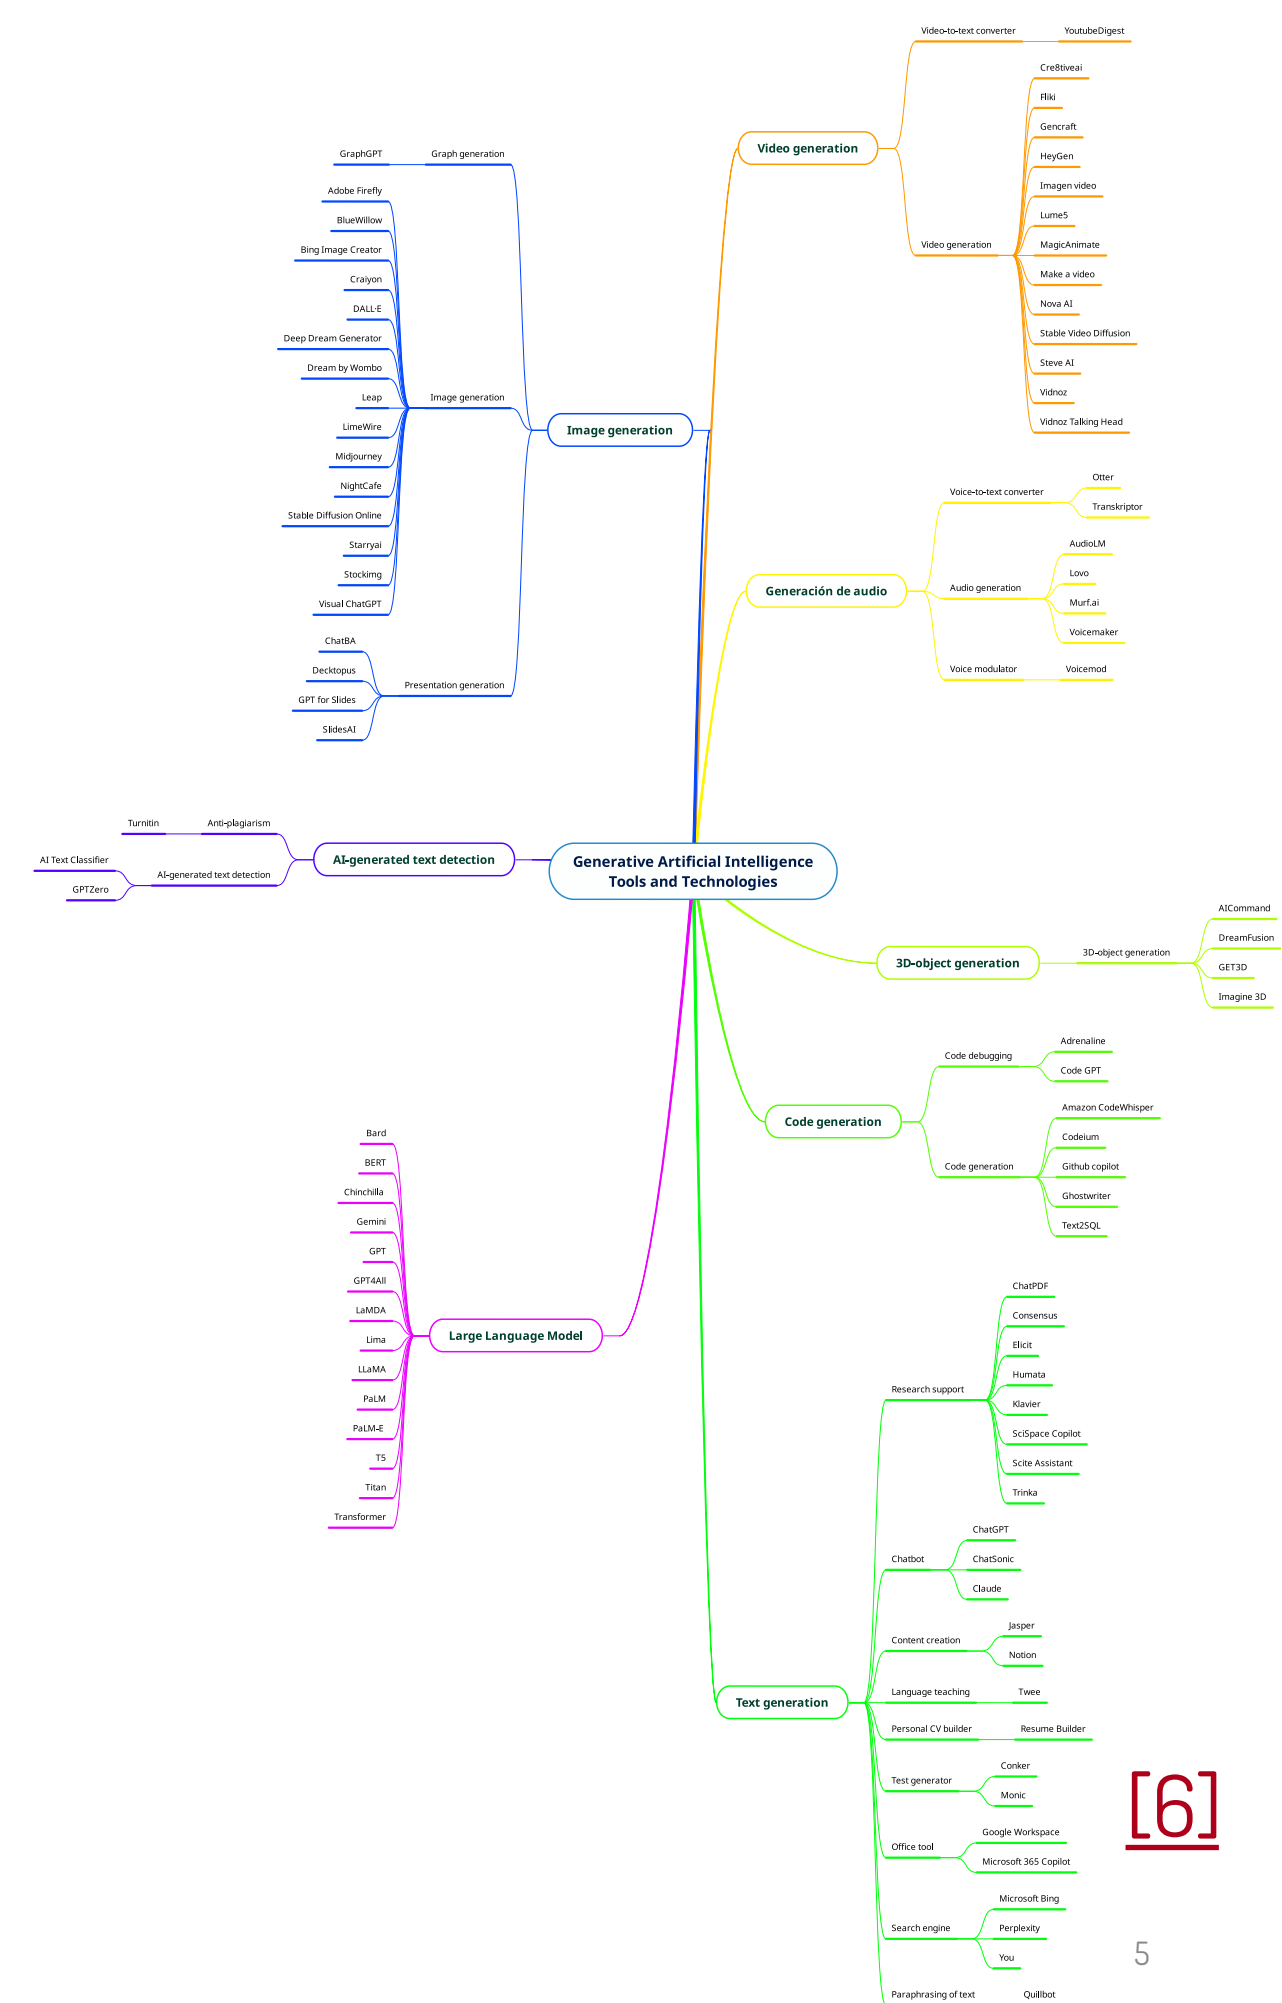 Generative Artificial Intelligence
Tools and Technologies
Video generation
Video-to-text converter
YoutubeDigest
Video generation
Cre8tiveai
Fliki
Gencraft
HeyGen
Imagen video
Lume5
MagicAnimate
Make a video
Nova AI
Stable Video Diffusion
Steve AI
Vidnoz
Vidnoz Talking Head
Generación de audio
Voice-to-text converter
Otter
Transkriptor
Audio generation
AudioLM
Lovo
Murf.ai
Voicemaker
Voice modulator
Voicemod
3D-object generation
3D-object generation
AICommand
DreamFusion
GET3D
Imagine 3D
Code generation
Code debugging
Adrenaline
Code GPT
Code generation
Amazon CodeWhisper
Codeium
Github copilot
Ghostwriter
Text2SQL
Text generation
Research support
ChatPDF
Consensus
Elicit
Humata
Klavier
SciSpace Copilot
Scite Assistant
Trinka
Chatbot
ChatGPT
ChatSonic
Claude
Content creation
Jasper
Notion
Language teaching
Twee
Personal CV builder
Resume Builder
Test generator
Conker
Monic
Office tool
Google Workspace
Microsoft 365 Copilot
Search engine
Microsoft Bing
Perplexity
You
Paraphrasing of text
Quillbot
Image generation
Graph generation
GraphGPT
Image generation
Adobe Firefly
BlueWillow
Bing Image Creator
Craiyon
DALL·E
Deep Dream Generator
Dream by Wombo
Leap
LimeWire
Midjourney
NightCafe
Stable Diffusion Online
Starryai
Stockimg
Visual ChatGPT
Presentation generation
ChatBA
Decktopus
GPT for Slides
SlidesAI
AI-generated text detection
Anti-plagiarism
Turnitin
AI-generated text detection
AI Text Classifier
GPTZero
Large Language Model
Bard
BERT
Chinchilla
Gemini
GPT
GPT4All
LaMDA
Lima
LLaMA
PaLM
PaLM-E
T5
Titan
Transformer
[6]
5